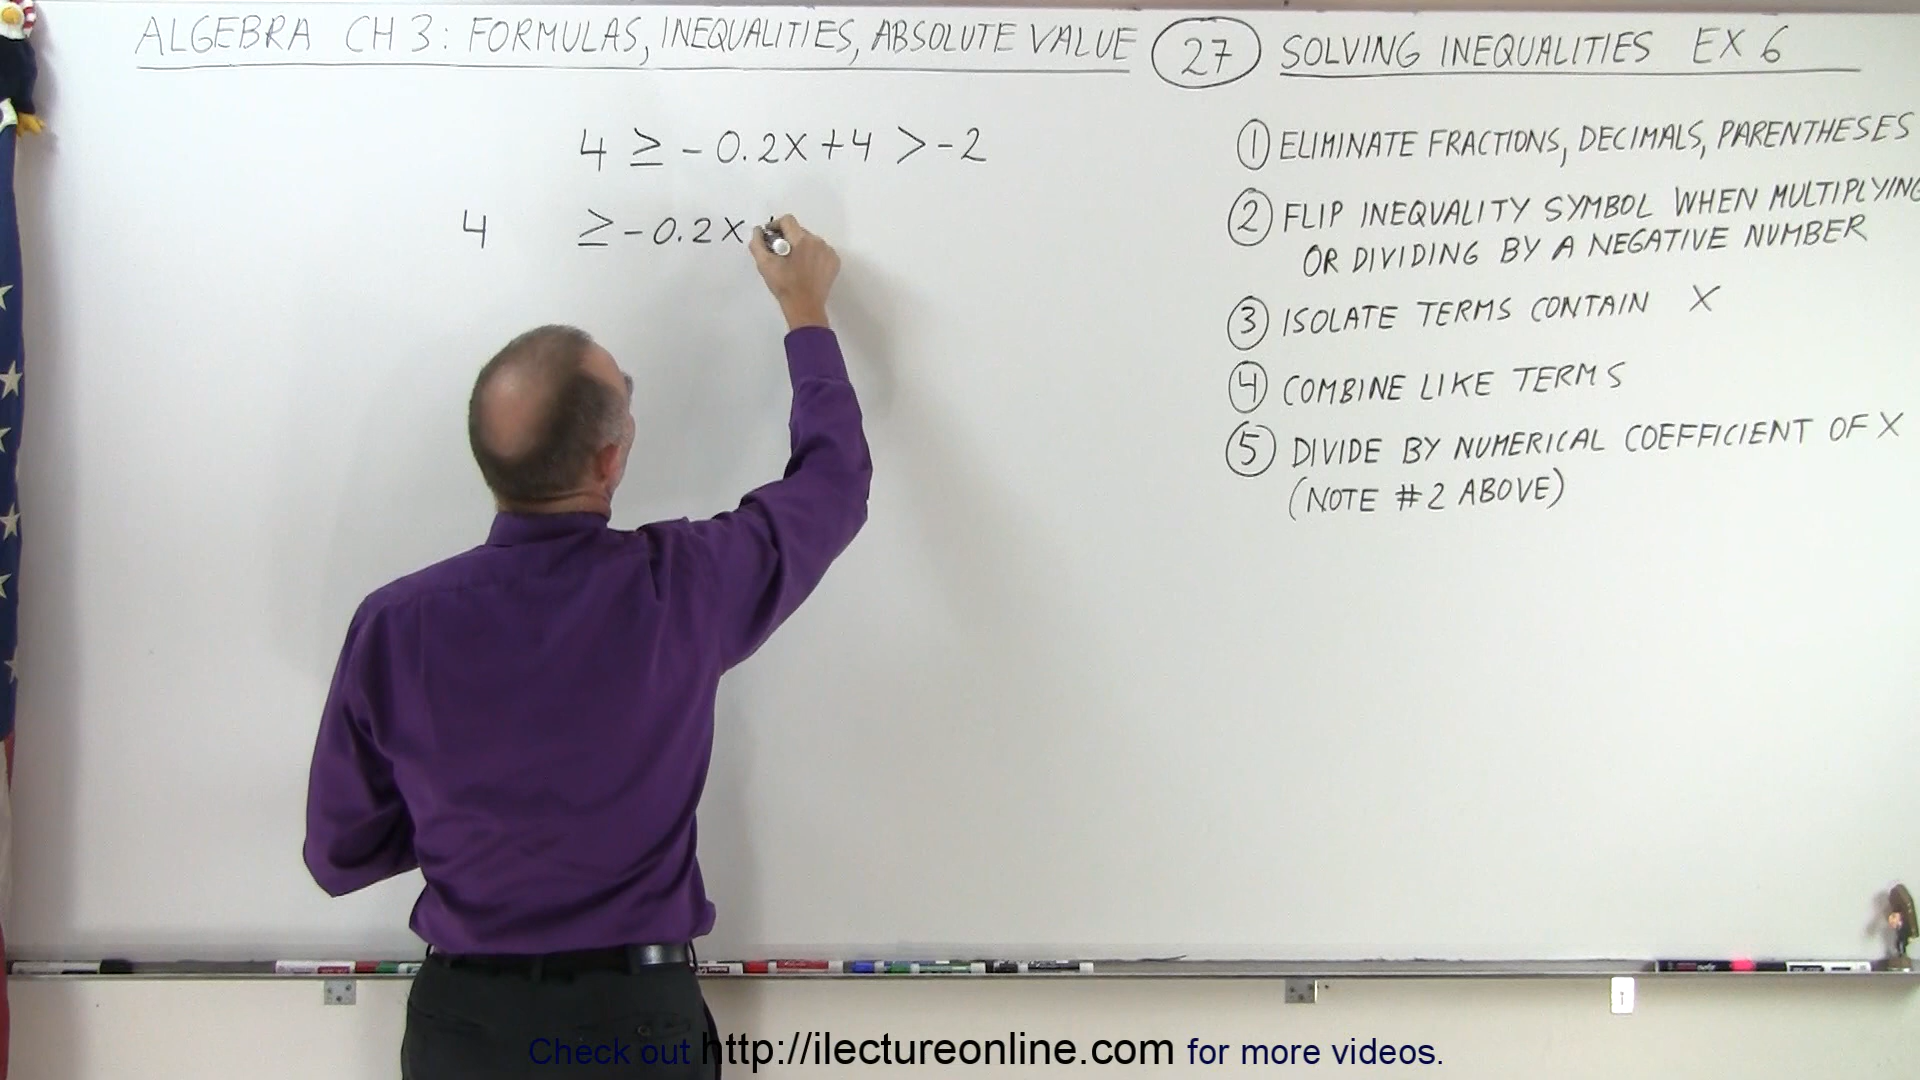 ALGEBRA CH 3: FORMULAS, INEQUALITIES, ABSOLUTE VALUE 27 SOLVING INEQUALITIES EX 6
4 ≥ -0.2X+4 >-2
4 ≥-0.2X
① ELIMINATE FRACTIONS, DECIMALS, PARENTHESES
② FLIP INEQUALITY SYMBOL WHEN MULTIPLYING
OR DIVIDING BY A NEGATIVE NUMBER
③ ISOLATE TERMS CONTAIN X
④ COMBINE LIKE TERMS
⑤ DIVIDE BY NUMERICAL COEFFICIENT OF X
(NOTE #2 ABOVE)
Check out http://ilectureonline.com for more videos.